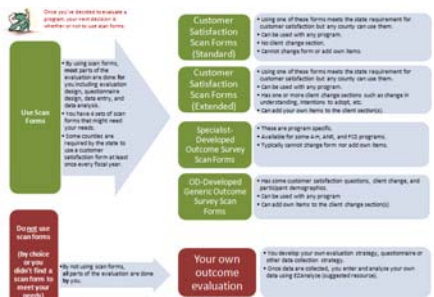 Once you've decided to evaluate a
program, your next decision is
whether or not to use scan forms.
Use Scan
Forms
• By using scan forms,
most parts of the
evaluation are done for
you including evaluation
design, questionnaire
design, data entry, and
data analysis.
• You have 4 sets of scan
forms that might meet
your needs.
• Some counties are
required by the state to
use a customer
satisfaction form at least
once every fiscal year.
Customer
Satisfaction
Scan Forms
(Standard)
• Using one of these forms meets the state requirement for
customer satisfaction but any county can use them.
• Can be used with any program.
• No client change section.
• Cannot change form or add own items.
Customer
Satisfaction
Scan Forms
(Extended)
• Using one of these forms meets the state requirement for
customer satisfaction but any county can use them.
• Can be used with any program.
• Has one or more client change sections such as change in
understanding, intentions to adopt, etc.
• Can add your own items to the client section(s).
Specialist-
Developed
Outcome Survey
Scan Forms
• These are program specific.
• Available for some 4-H, ANR, and FCS programs.
• Typically cannot change form nor add own items.
OD-Developed
Generic Outcome
Survey Scan
Forms
• Has some customer satisfaction questions, client change, and
participant demographics.
• Can be used with any program
• Can add own items to the client change section(s)
Do not use
scan forms
(by choice
or you
didn't find a
scan form to
meet your
needs)
• By not using scan forms,
all parts of the evaluation are done
by you.
Your own
outcome
evaluation
• You develop your own evaluation strategy, questionnaire or
other data collection strategy.
• Once data are collected, you enter and analyze your own data
using EZAnalyze (suggested resource).